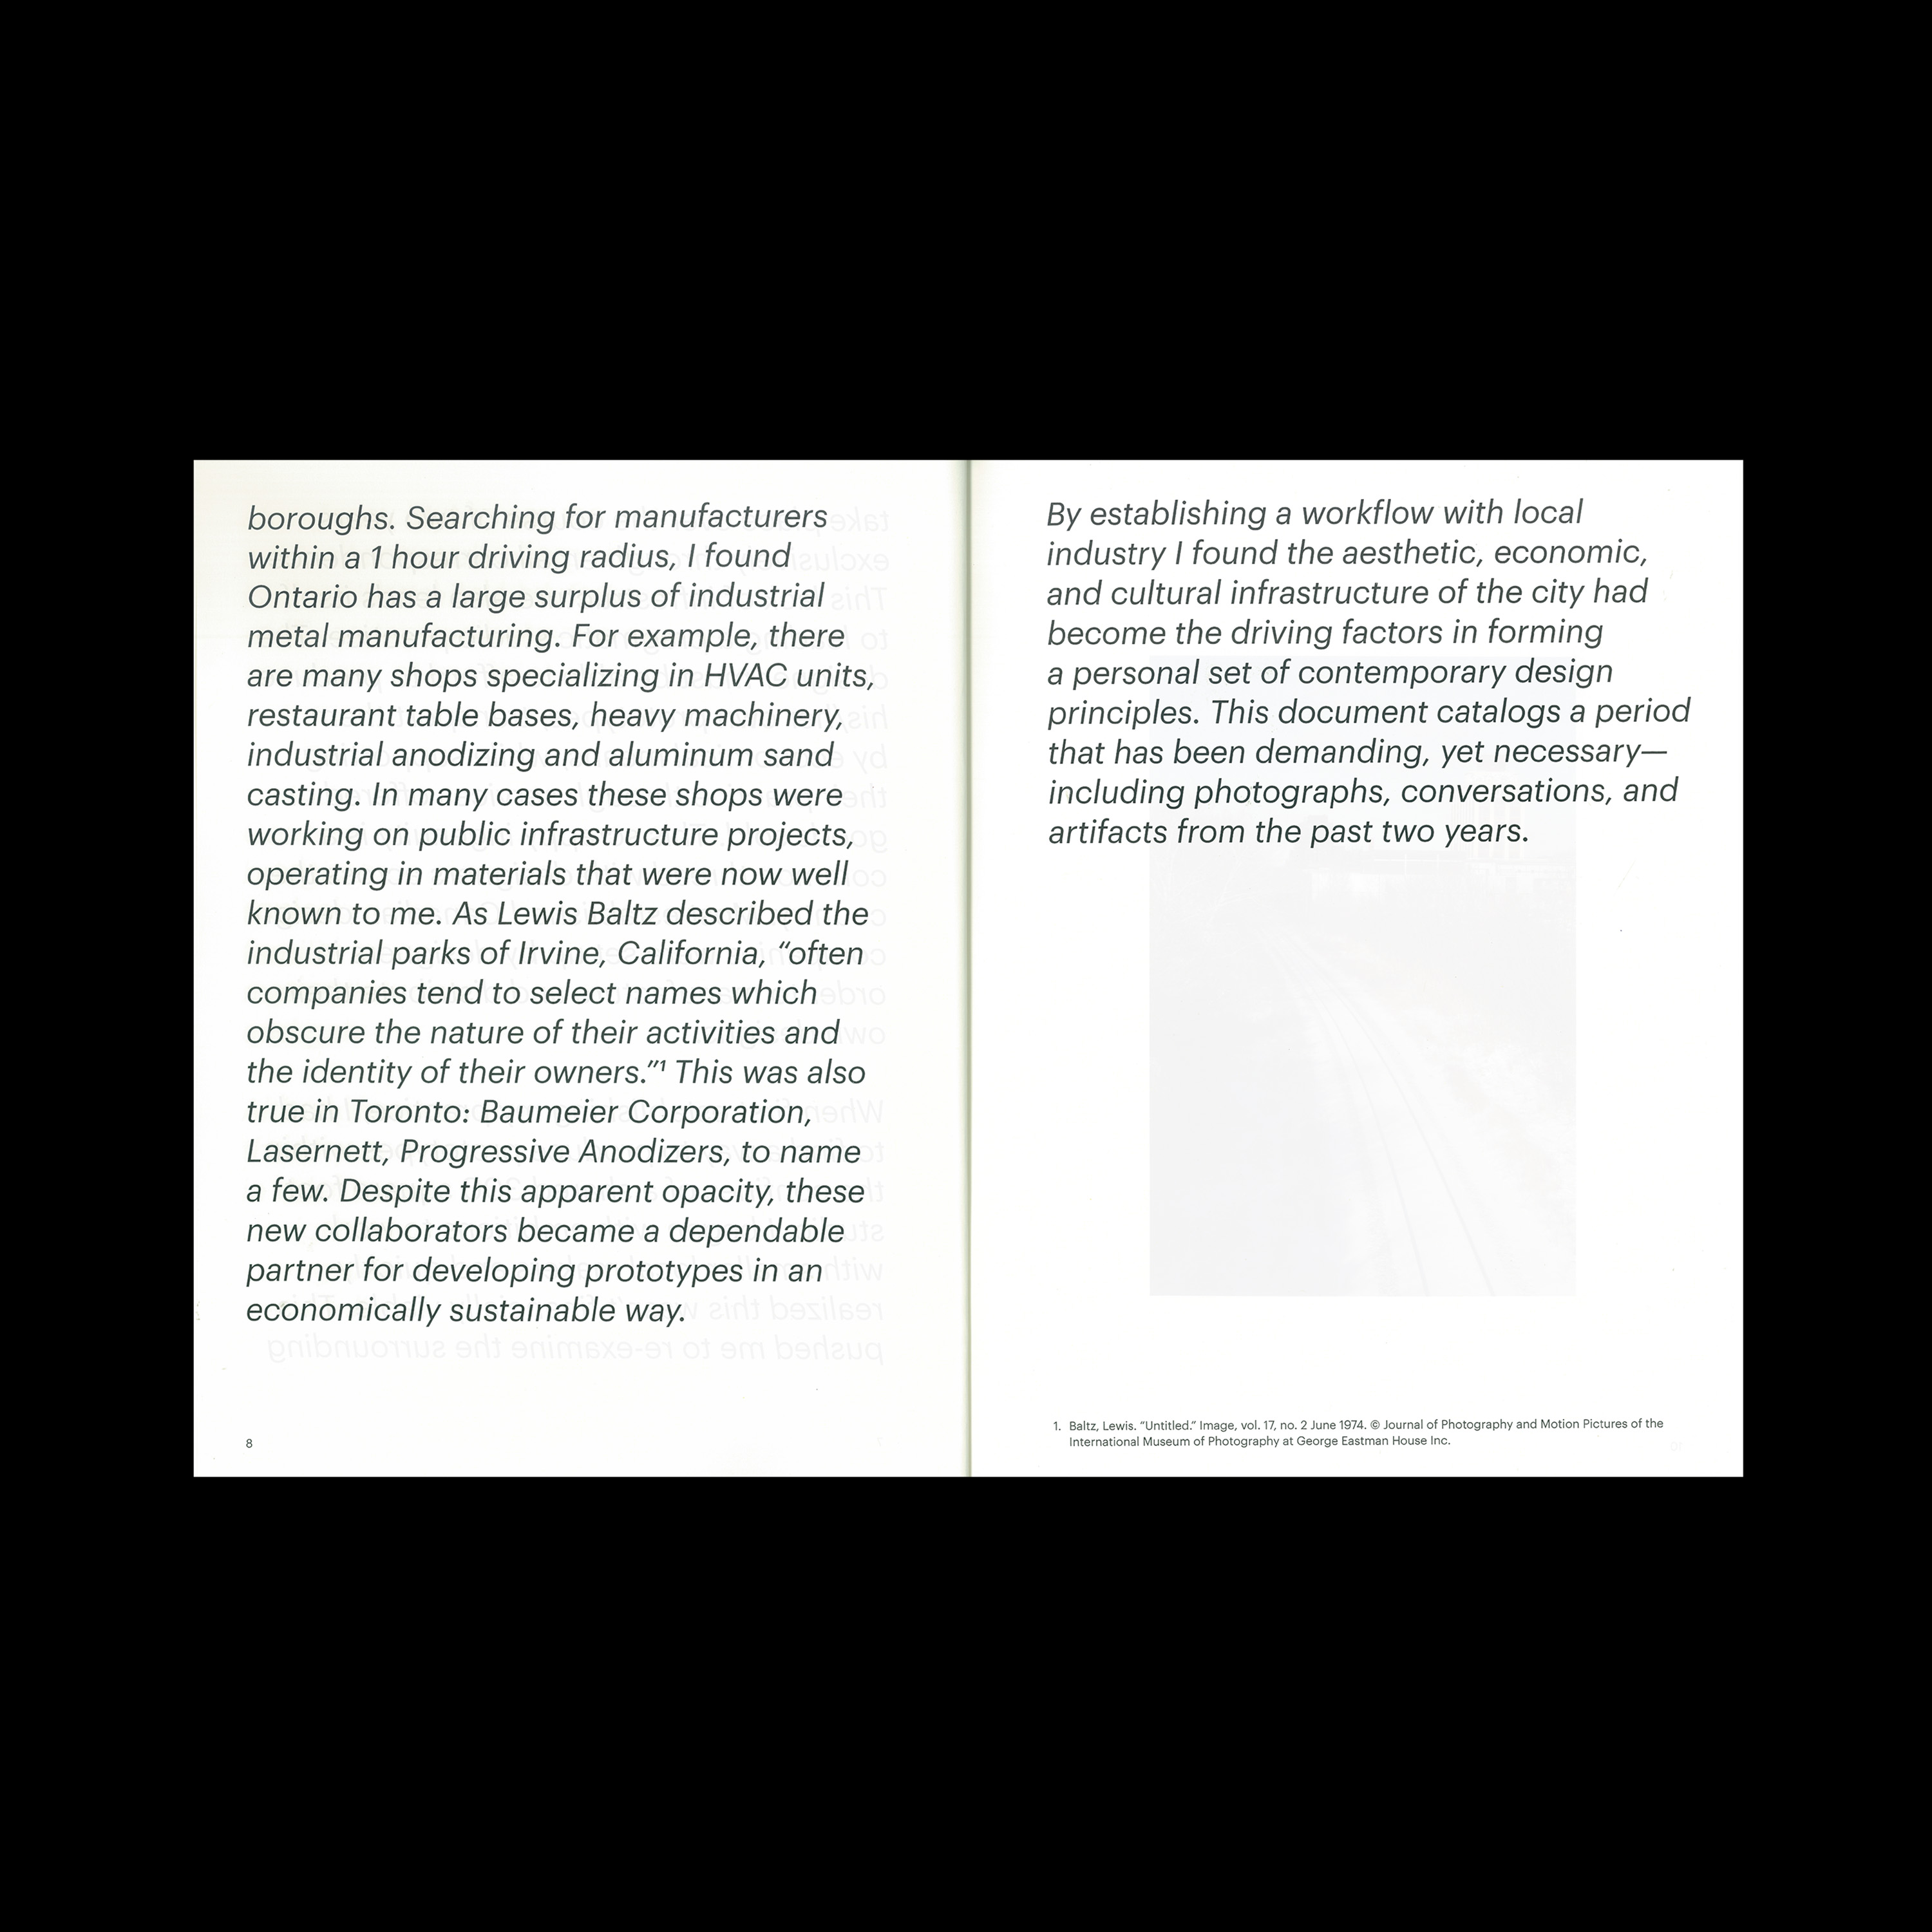 boroughs. Searching for manufacturers
within a 1 hour driving radius, I found
Ontario has a large surplus of industrial
metal manufacturing. For example, there
are many shops specializing in HVAC units,
restaurant table bases, heavy machinery,
industrial anodizing and aluminum sand
casting. In many cases these shops were
working on public infrastructure projects,
operating in materials that were now well
known to me. As Lewis Baltz described the
industrial parks of Irvine, California, “often
companies tend to select names which
obscure the nature of their activities and
the identity of their owners.”¹ This was also
true in Toronto: Baumeier Corporation,
Lasernett, Progressive Anodizers, to name
a few. Despite this apparent opacity, these
new collaborators became a dependable
partner for developing prototypes in an
economically sustainable way.
8
By establishing a workflow with local
industry I found the aesthetic, economic,
and cultural infrastructure of the city had
become the driving factors in forming
a personal set of contemporary design
principles. This document catalogs a period
that has been demanding, yet necessary—
including photographs, conversations, and
artifacts from the past two years.
1. Baltz, Lewis. “Untitled.” Image, vol. 17, no. 2 June 1974. © Journal of Photography and Motion Pictures of the
International Museum of Photography at George Eastman House Inc.